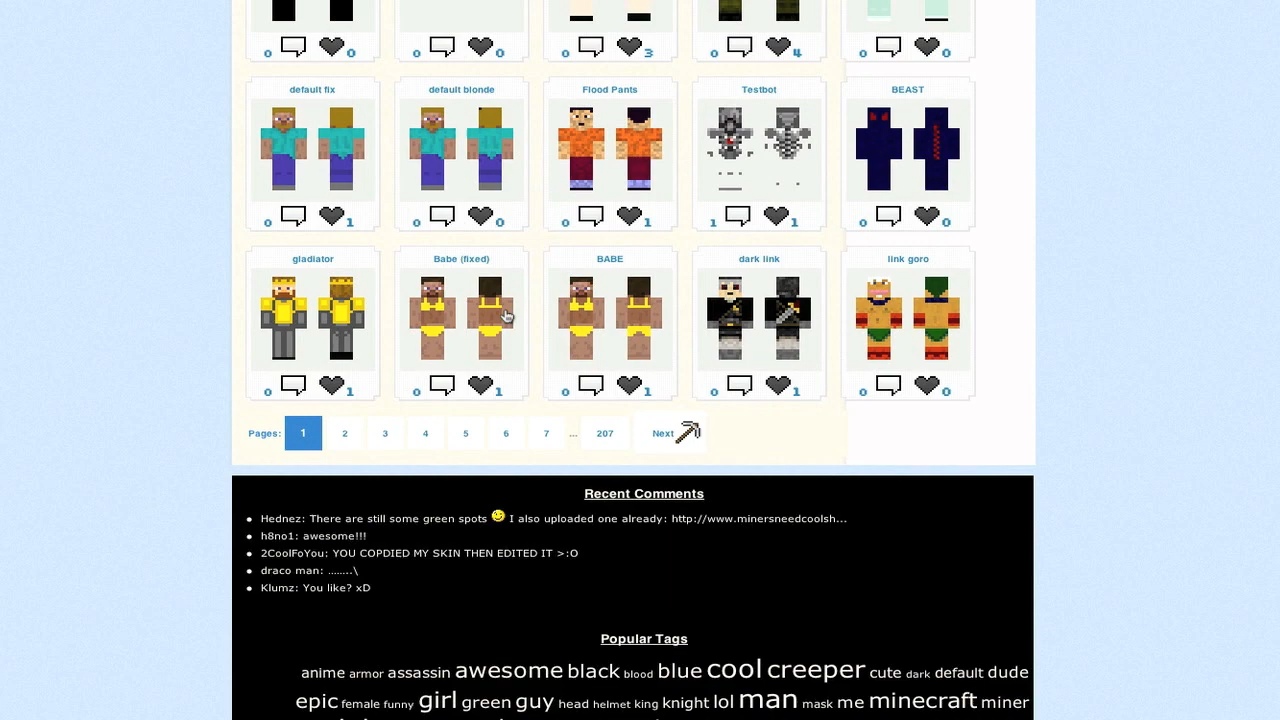 0 0 0 0 0 3 0 4 0 0
default fix default blonde Flood Pants Testbot BEAST
0 1 0 0 0 1 1 1 0 0
gladiator Babe (fixed) BABE dark link link goro
0 1 0 1 0 1 0 1 0 0
Pages: 1 2 3 4 5 6 7 ... 207 Next
Recent Comments
Hednez: There are still some green spots I also uploaded one already: http://www.minersneedcoolsh...
h8no1: awesome!!!
2CoolFoYou: YOU COPDIED MY SKIN THEN EDITED IT >:O
draco man: ........\
Klumz: You like? xD
Popular Tags
anime armor assassin awesome black blood blue cool creeper cute dark default dude
epic female funny girl green guy head helmet king knight lol man mask me minecraft miner